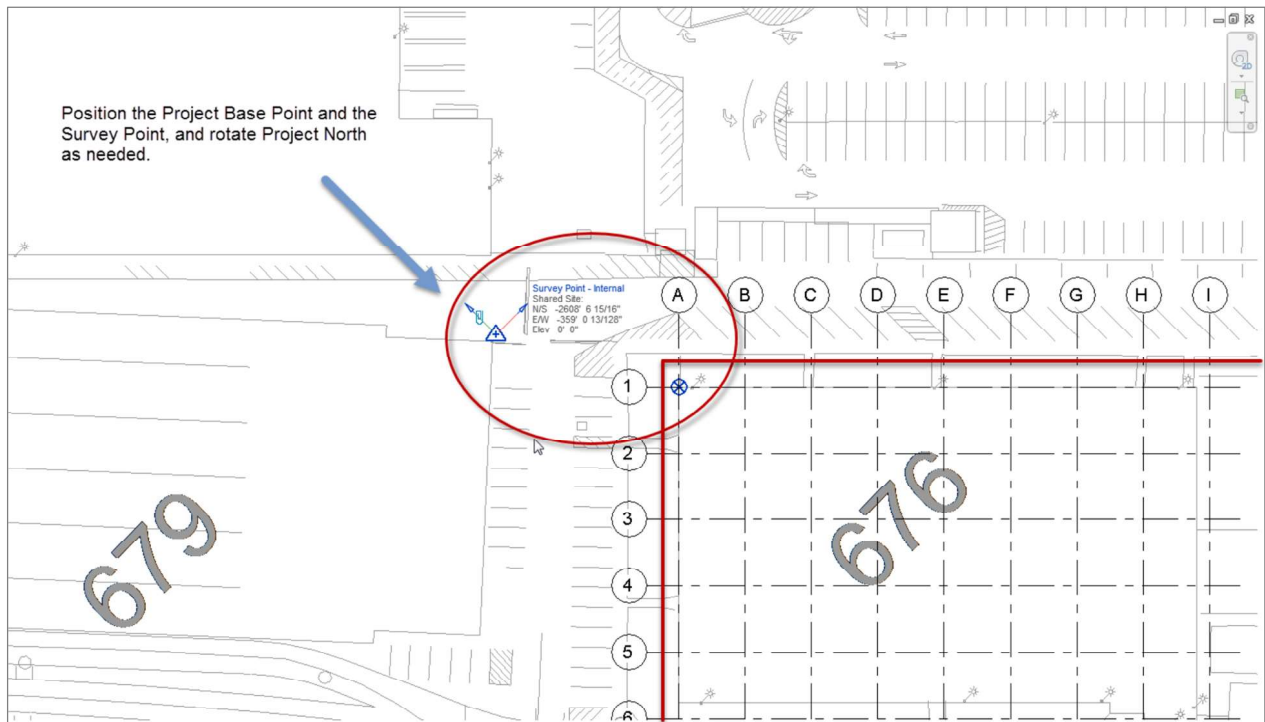 Position the Project Base Point and the
Survey Point, and rotate Project North
as needed.
2D
Survey Point - Internal
Shared Site:
N/S -2608' 6 15/16"
E/W -359' 0 13/128"
Elev 0' 0"
A B C D E F G H I
1
2
3
4
5
6
679
676